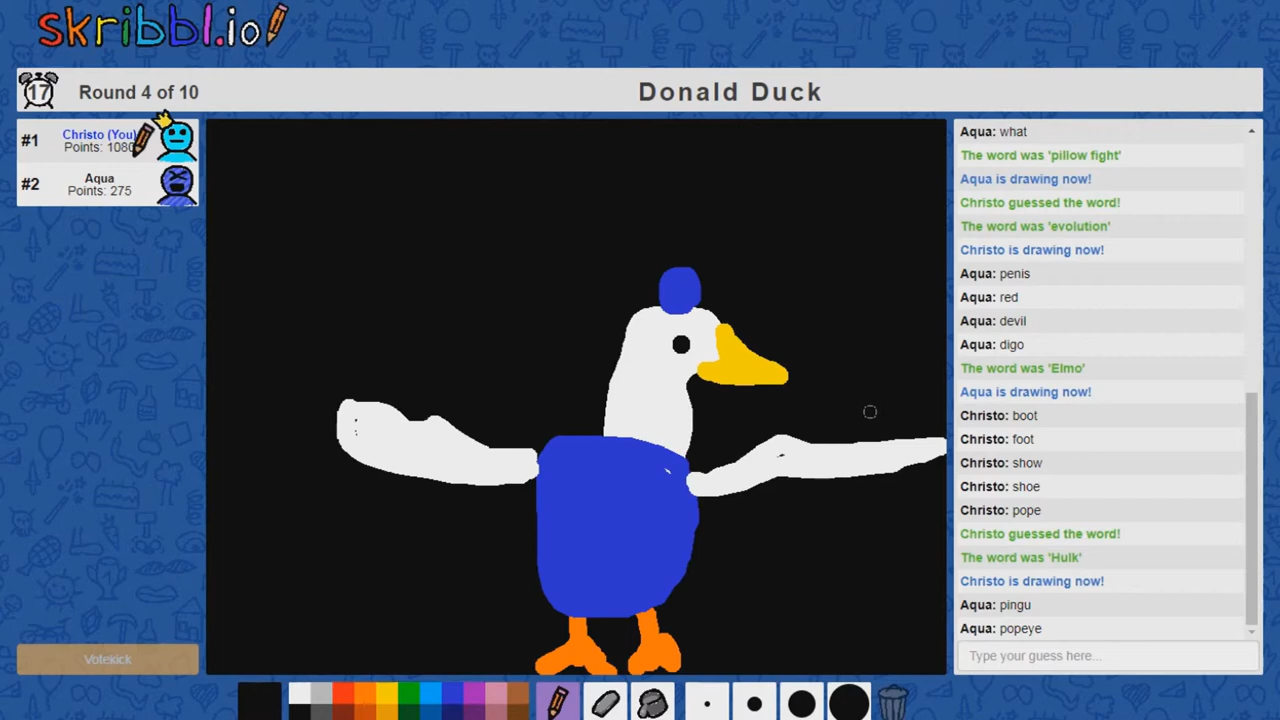 skribbl.io
17
Round 4 of 10
Donald Duck
#1
Christo (You)
Points: 1080
#2
Aqua
Points: 275
Votekick
Aqua: what
The word was 'pillow fight'
Aqua is drawing now!
Christo guessed the word!
The word was 'evolution'
Christo is drawing now!
Aqua: penis
Aqua: red
Aqua: devil
Aqua: digo
The word was 'Elmo'
Aqua is drawing now!
Christo: boot
Christo: foot
Christo: show
Christo: shoe
Christo: pope
Christo guessed the word!
The word was 'Hulk'
Christo is drawing now!
Aqua: pingu
Aqua: popeye
Type your guess here...